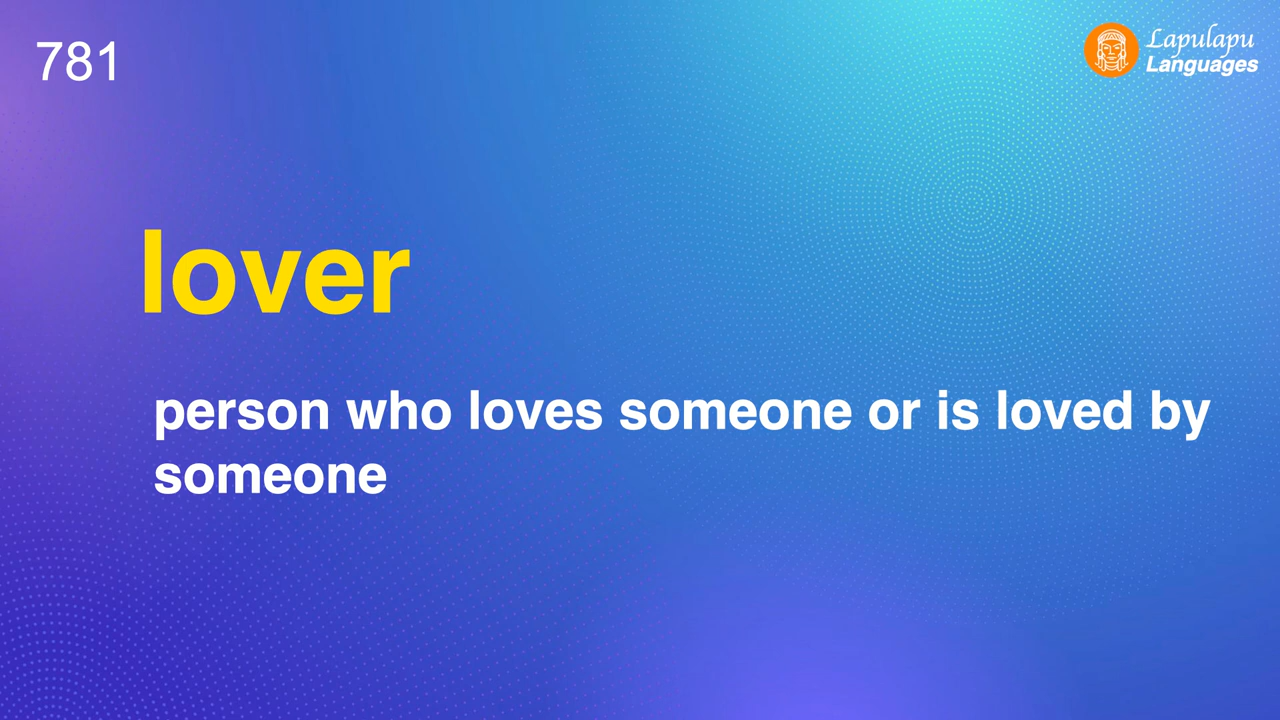 781
Lapulapu
Languages
lover
person who loves someone or is loved by
someone